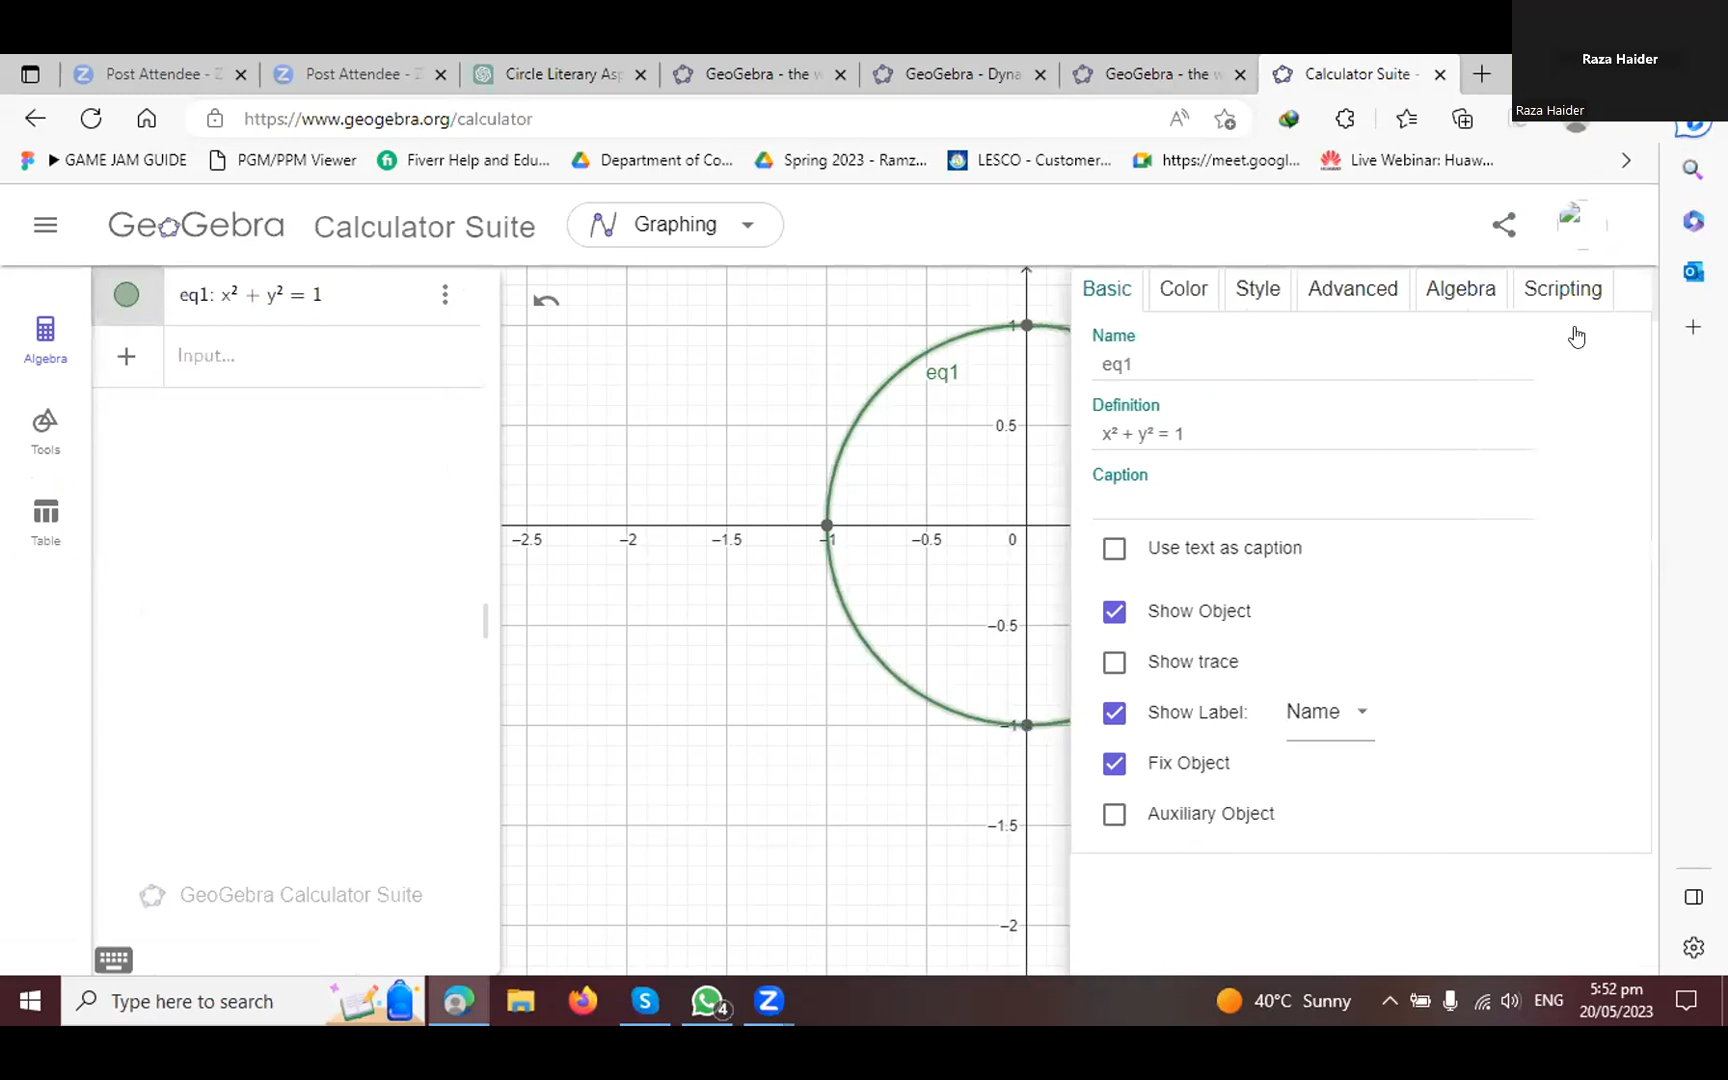 Raza Haider
Raza Haider
Post Attendee - Z
Post Attendee - Z
Circle Literary Asp
GeoGebra - the w
GeoGebra - Dyna
GeoGebra - the w
Calculator Suite -
https://www.geogebra.org/calculator
GAME JAM GUIDE
PGM/PPM Viewer
Fiverr Help and Edu...
Department of Co...
Spring 2023 - Ramz...
LESCO - Customer...
https://meet.googl...
Live Webinar: Huaw...
GeoGebra
Calculator Suite
Graphing
eq1: x² + y² = 1
Input...
Algebra
Tools
Table
GeoGebra Calculator Suite
eq1
1
0.5
−2.5
−2
−1.5
−1
−0.5
0
−0.5
−1
−1.5
−2
Basic
Color
Style
Advanced
Algebra
Scripting
Name
eq1
Definition
x² + y² = 1
Caption
Use text as caption
Show Object
Show trace
Show Label:
Name
Fix Object
Auxiliary Object
Type here to search
4
40°C Sunny
ENG
5:52 pm
20/05/2023